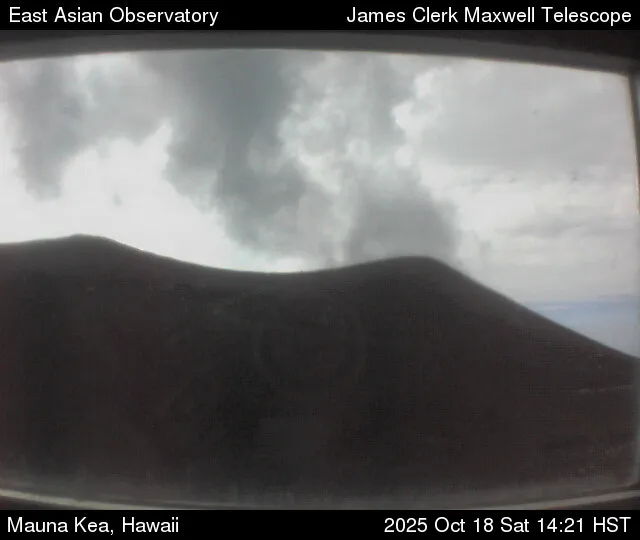 East Asian Observatory
James Clerk Maxwell Telescope
Mauna Kea, Hawaii
2025 Oct 18 Sat 14:21 HST